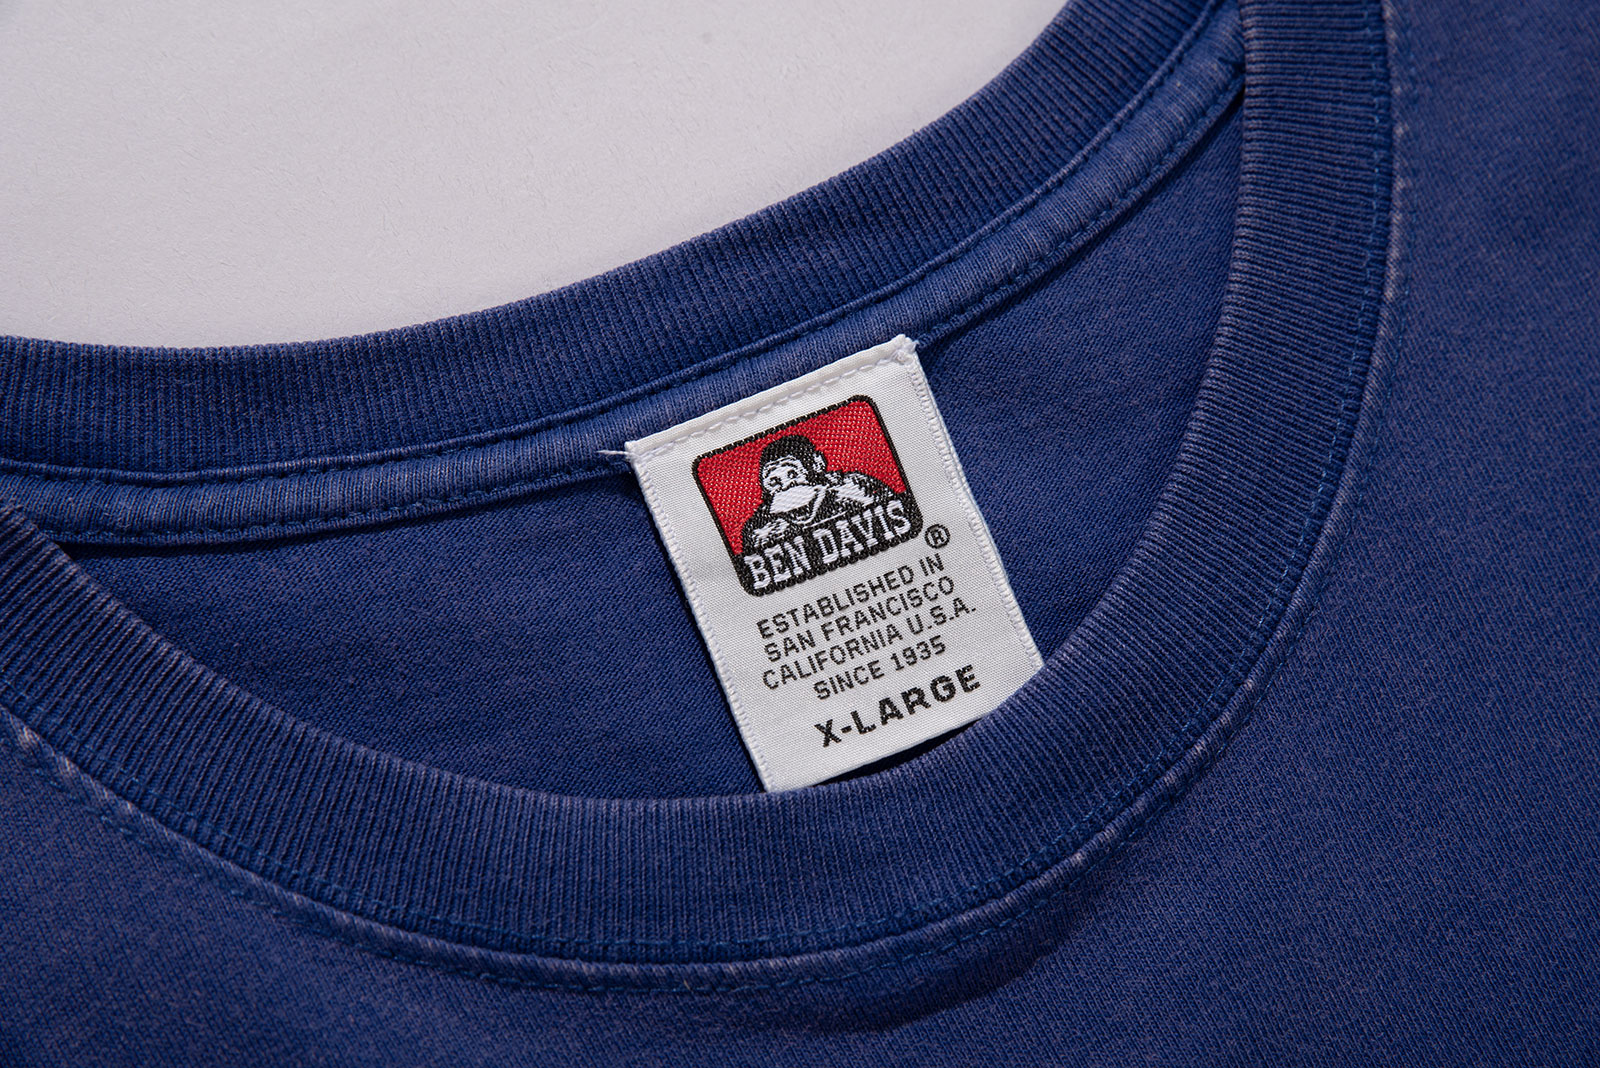 BEN DAVIS
®
ESTABLISHED IN
SAN FRANCISCO
CALIFORNIA U.S.A.
SINCE 1935
X-LARGE